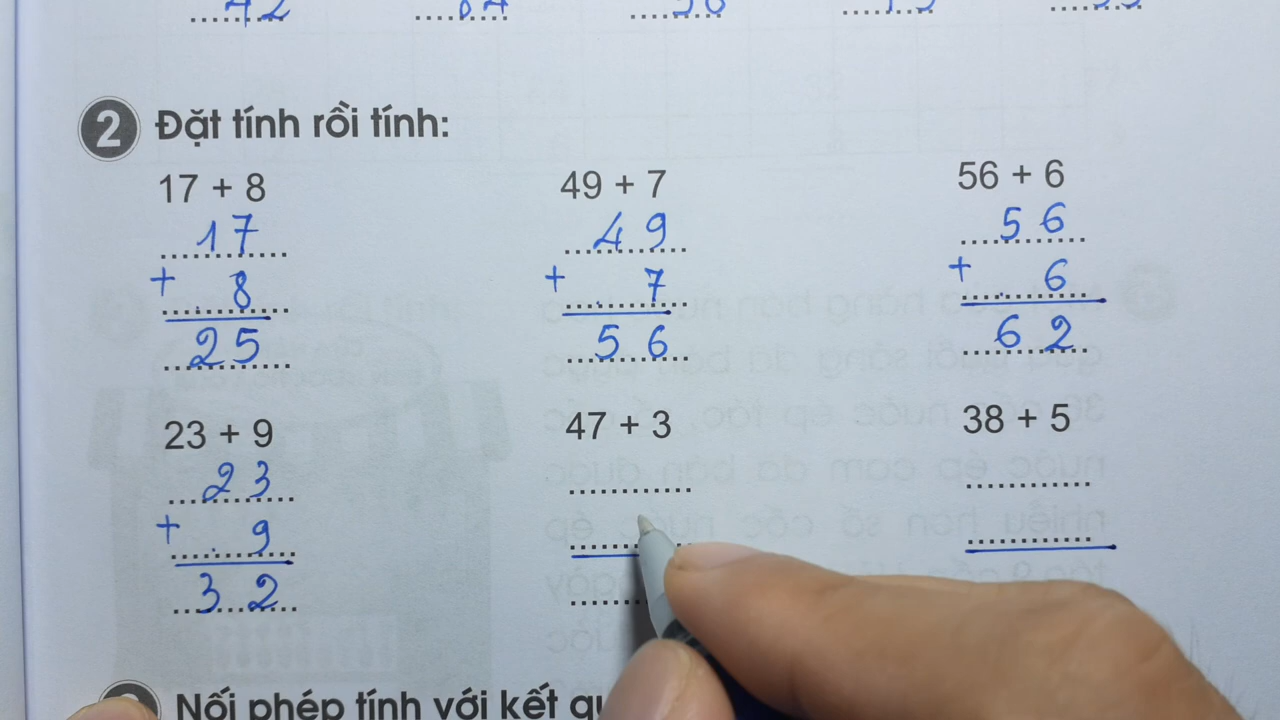 2 Đặt tính rồi tính:
17 + 8 49 + 7 56 + 6
17 49 56
+ 8 + 7 + 6
25 56 62
23 + 9 47 + 3 38 + 5
23
+ 9
32
Nối phép tính với kết